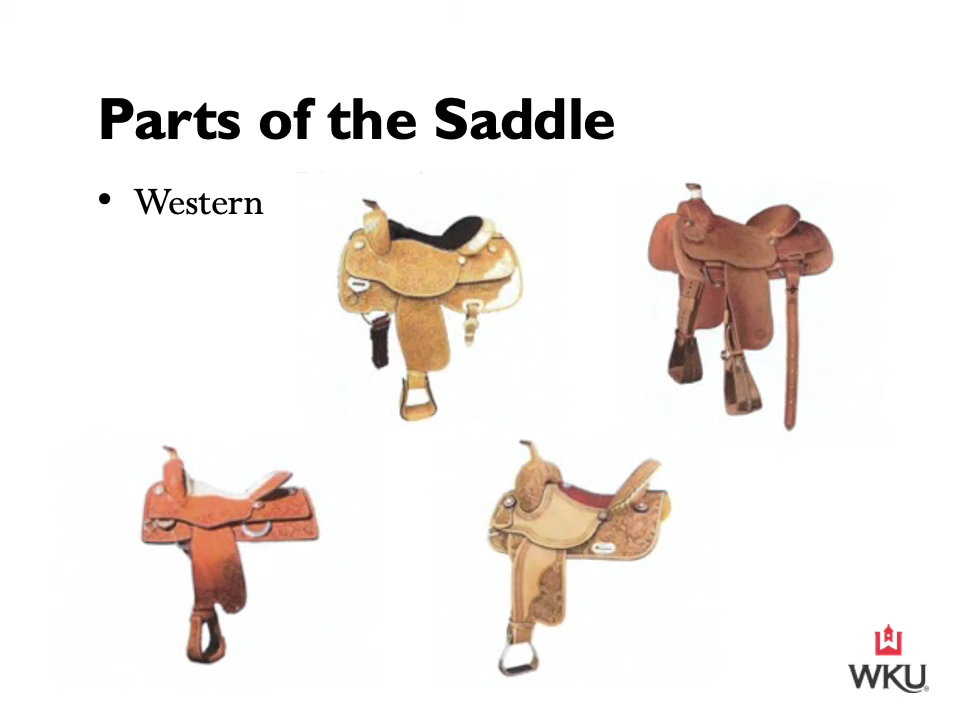 Parts of the Saddle
• Western
WKU®